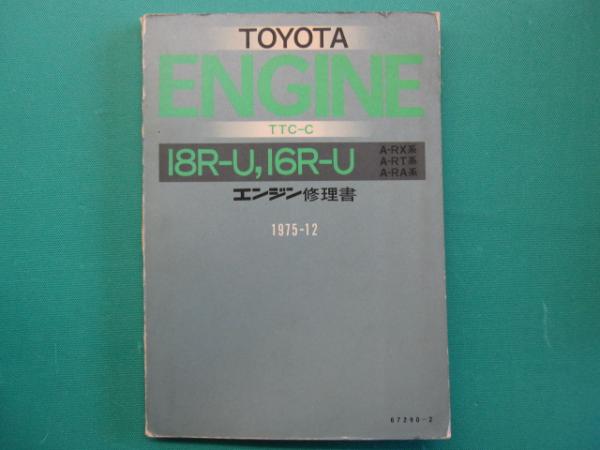 TOYOTA
ENGINE
TTC-C
18R-U, 16R-U
A-RX系
A-RT系
A-RA系
エンジン修理書
1975-12
67290-2